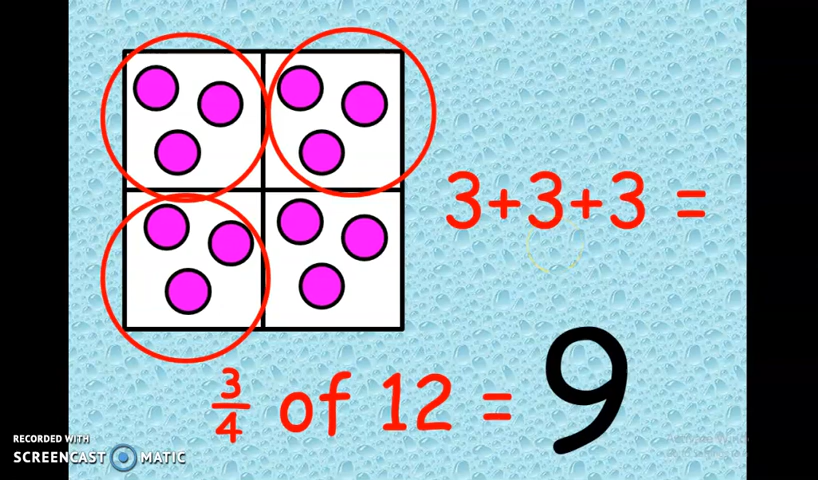 3+3+3 =
3/4 of 12 = 9
RECORDED WITH
SCREENCAST MATIC